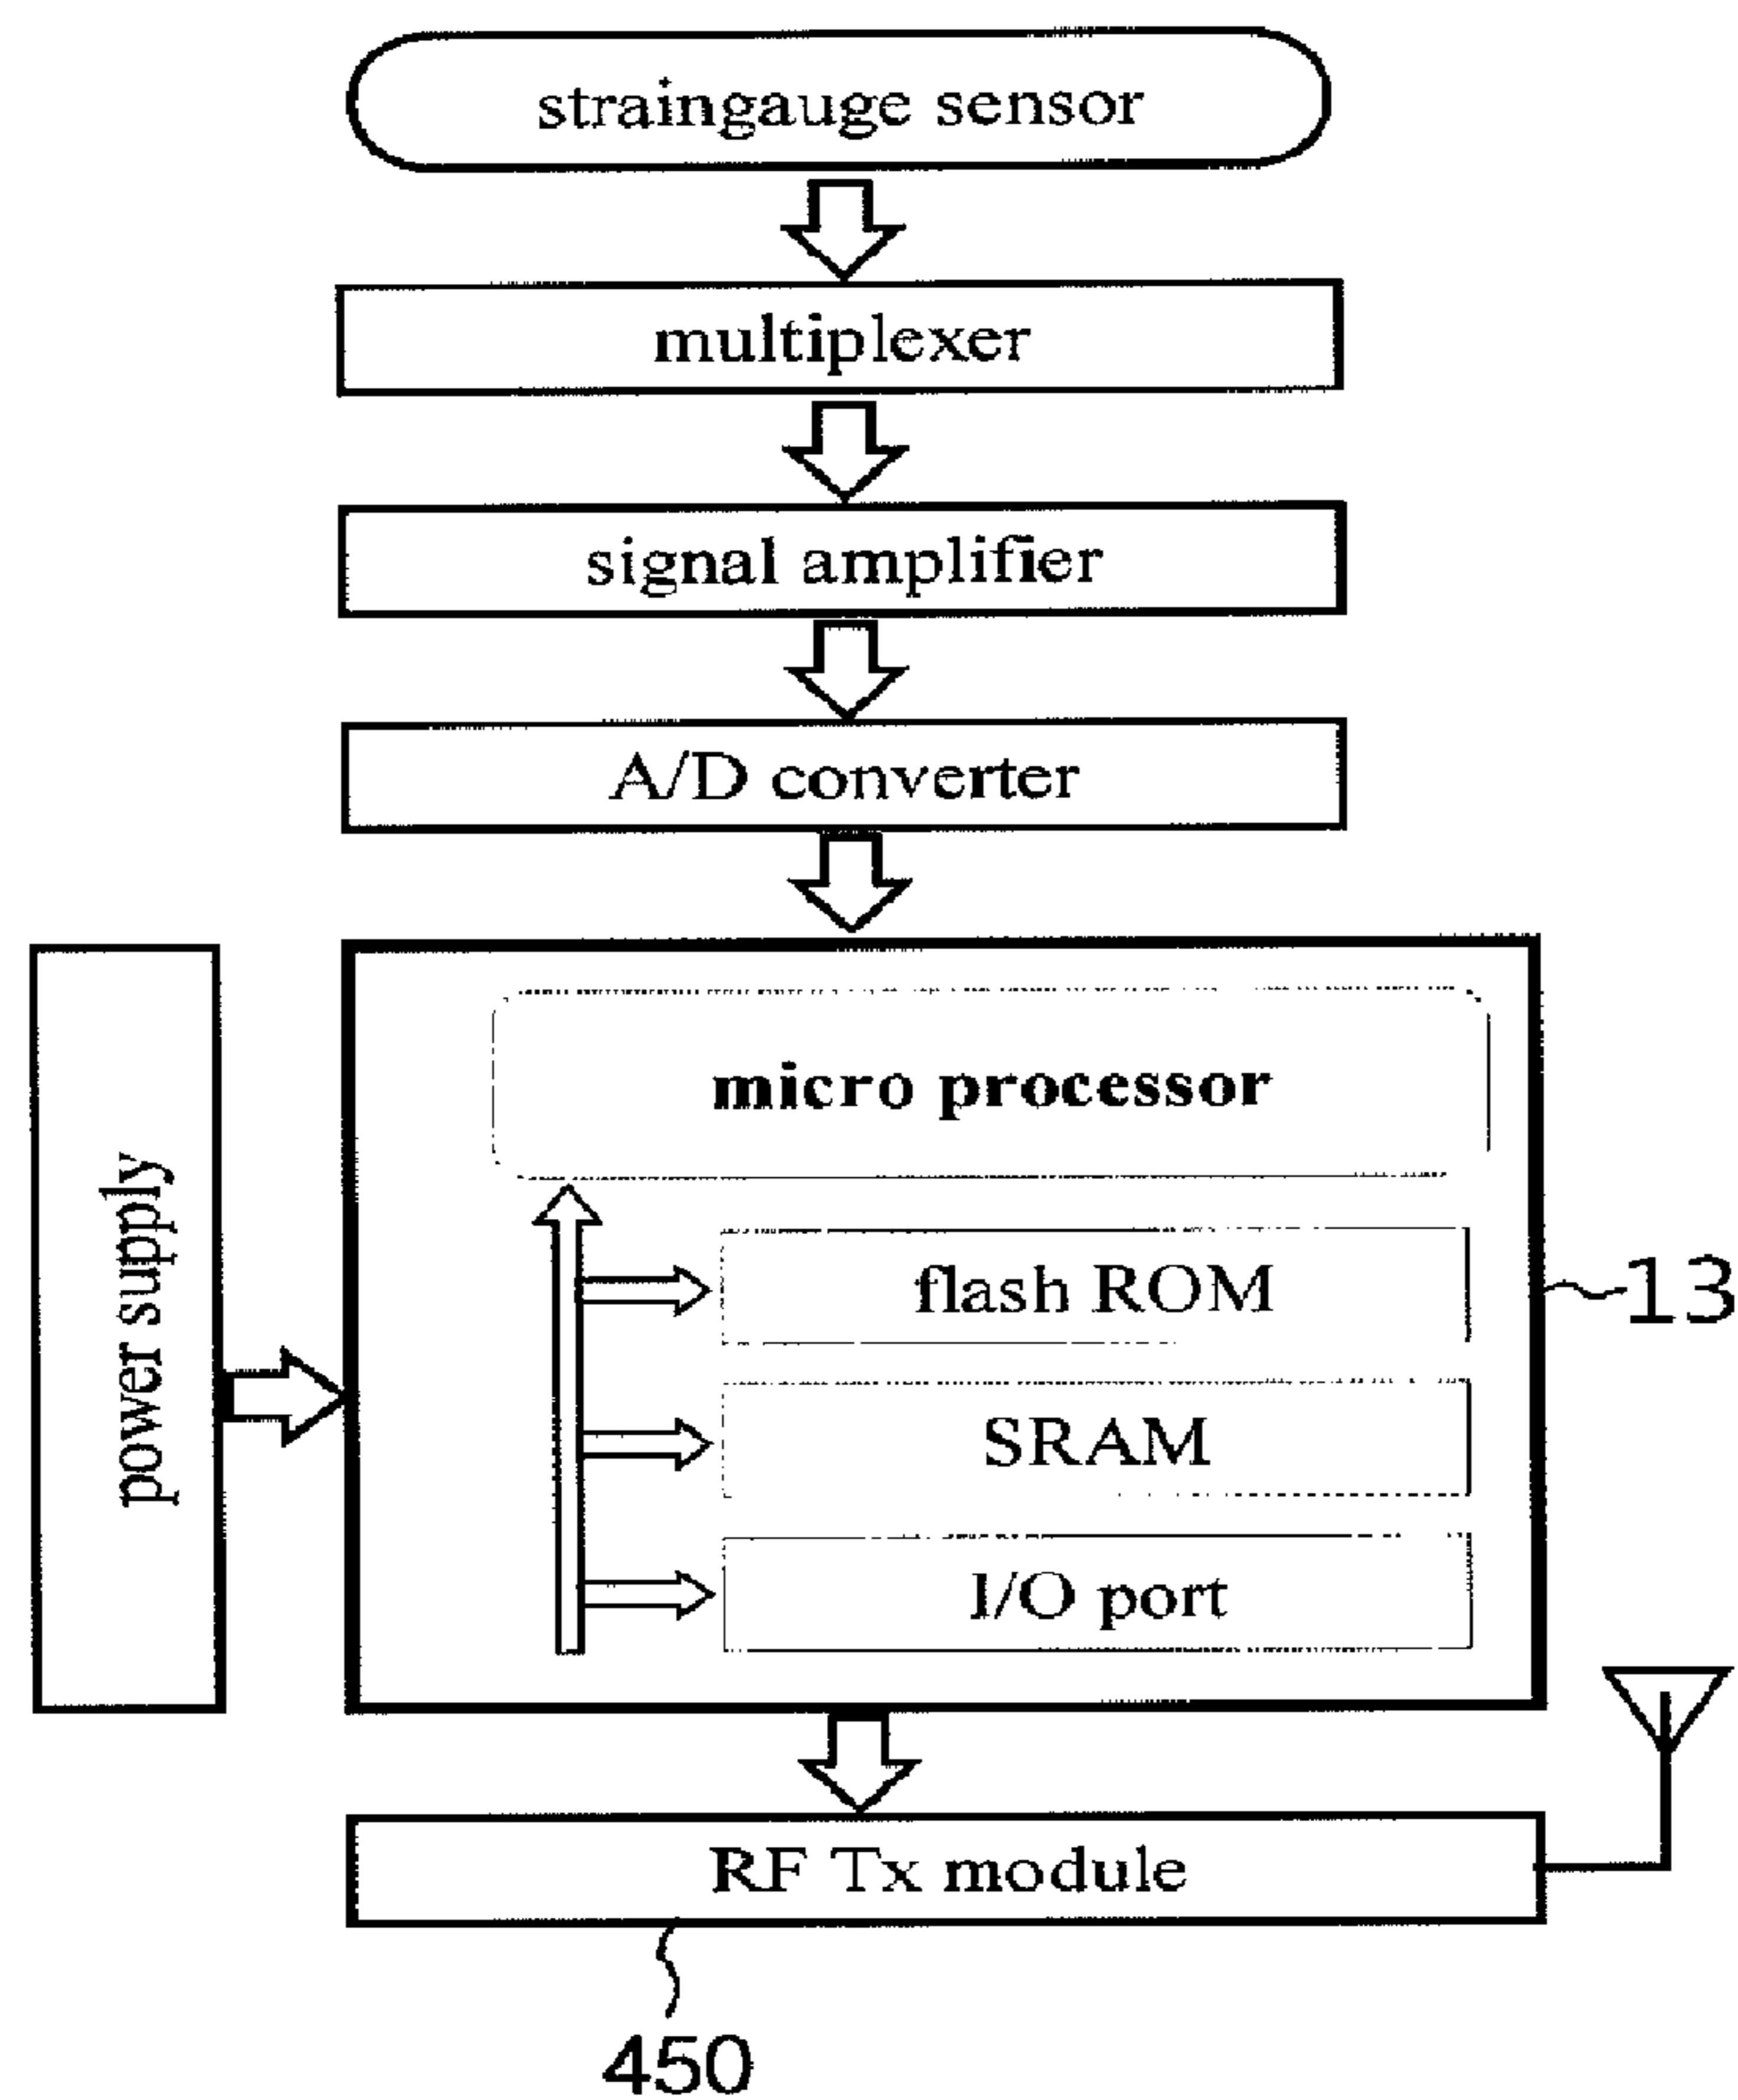 straingauge sensor
multiplexer
signal amplifier
A/D converter
power supply
micro processor
flash ROM
13
SRAM
I/O port
RF Tx module
450